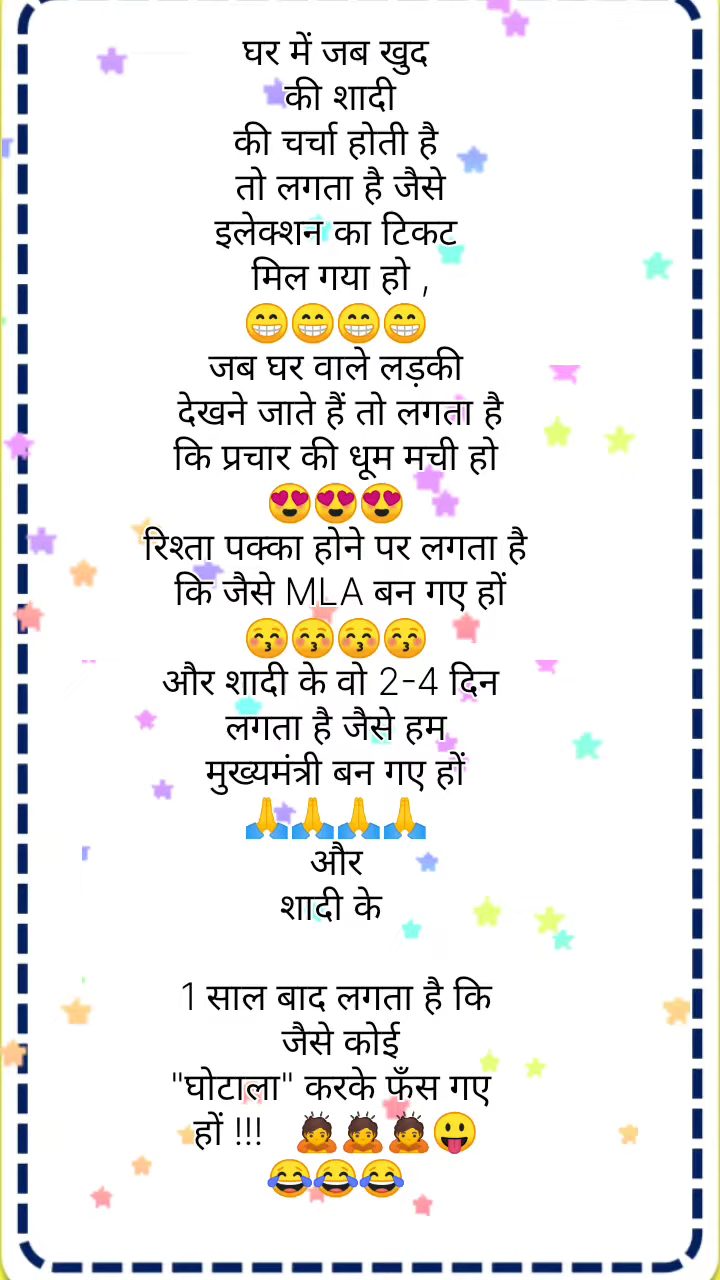 घर में जब खुद
की शादी
की चर्चा होती है
तो लगता है जैसे
इलेक्शन का टिकट
मिल गया हो ,
😁😁😁😁
जब घर वाले लड़की
देखने जाते हैं तो लगता है
कि प्रचार की धूम मची हो
😍😍😍
रिश्ता पक्का होने पर लगता है
कि जैसे MLA बन गए हों
😚😚😚😚
और शादी के वो 2-4 दिन
लगता है जैसे हम
मुख्यमंत्री बन गए हों
🙏🙏🙏🙏
और
शादी के
1 साल बाद लगता है कि
जैसे कोई
"घोटाला" करके फँस गए
हों !!! 🙇🙇🙇😛
😂😂😂